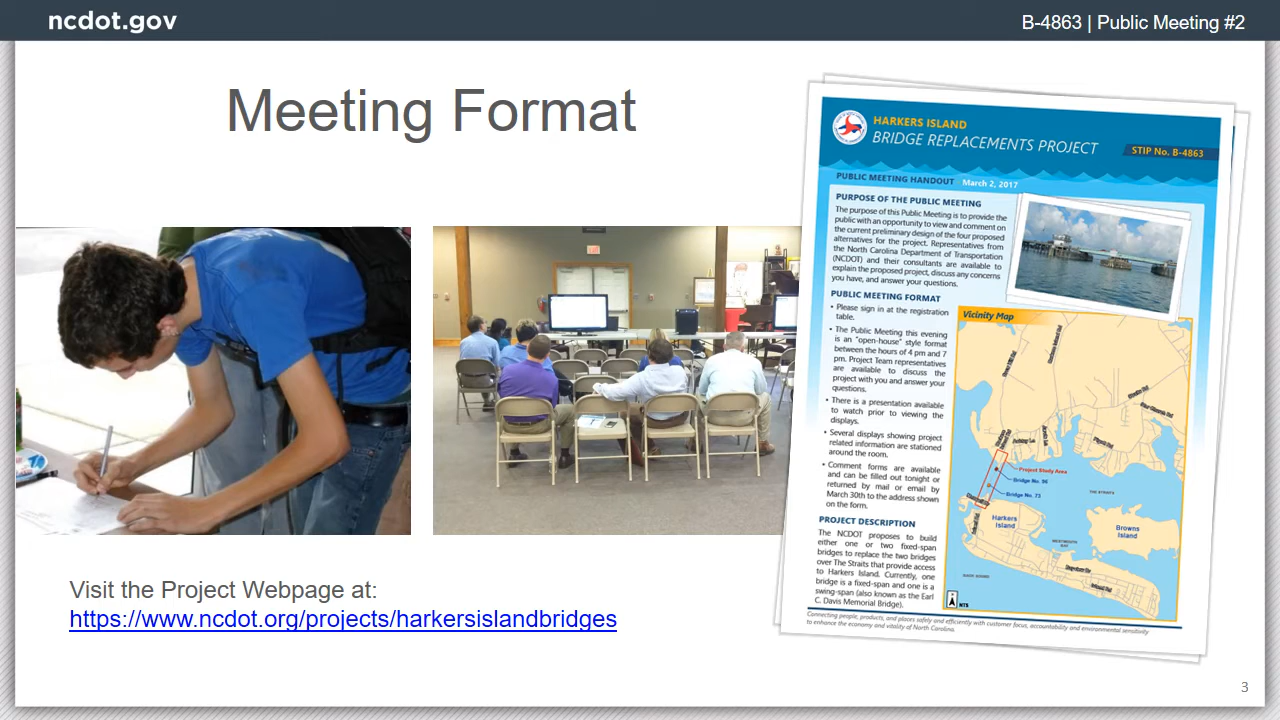 ncdot.gov
B-4863 | Public Meeting #2
Meeting Format
HARKERS ISLAND
BRIDGE REPLACEMENTS PROJECT
STIP No. B-4863
PUBLIC MEETING HANDOUT March 2, 2017
PURPOSE OF THE PUBLIC MEETING
The purpose of this Public Meeting is to provide the
public with an opportunity to view and comment on
the current preliminary design of the four proposed
alternatives for the project. Representatives from
the North Carolina Department of Transportation
(NCDOT) and their consultants are available to
explain the proposed project, discuss any concerns
you have, and answer your questions.
PUBLIC MEETING FORMAT
• Please sign in at the registration
table.
• The Public Meeting this evening
is an "open-house" style format
between the hours of 4 pm and 7
pm. Project Team representatives
are available to discuss the
project with you and answer your
questions.
• There is a presentation available
to watch prior to viewing the
displays.
• Several displays showing project
related information are stationed
around the room.
• Comment forms are available
and can be filled out tonight or
returned by mail or email by
March 30th to the address shown
on the form.
PROJECT DESCRIPTION
The NCDOT proposes to build
either one or two fixed-span
bridges to replace the two bridges
over The Straits that provide access
to Harkers Island. Currently, one
bridge is a fixed-span and one is a
swing-span (also known as the Earl
C. Davis Memorial Bridge).
Vicinity Map
Project Study Area
Bridge No. 96
Bridge No. 73
THE STRAITS
Harkers
Island
Browns
Island
WESTMOUTH
BAY
BACK SOUND
Island Rd
NTS
Connecting people, products, and places safely and efficiently with customer focus, accountability and environmental sensitivity
to enhance the economy and vitality of North Carolina.
Visit the Project Webpage at:
https://www.ncdot.org/projects/harkersislandbridges
3